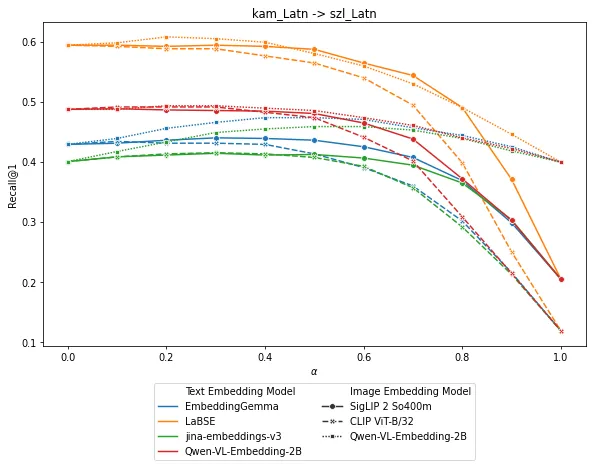 kam_Latn -> szl_Latn
0.6
0.5
0.4
0.3
0.2
0.1
Recall@1
0.0 0.2 0.4 0.6 0.8 1.0
α
Text Embedding Model Image Embedding Model
EmbeddingGemma SigLIP 2 So400m
LaBSE CLIP ViT-B/32
jina-embeddings-v3 Qwen-VL-Embedding-2B
Qwen-VL-Embedding-2B